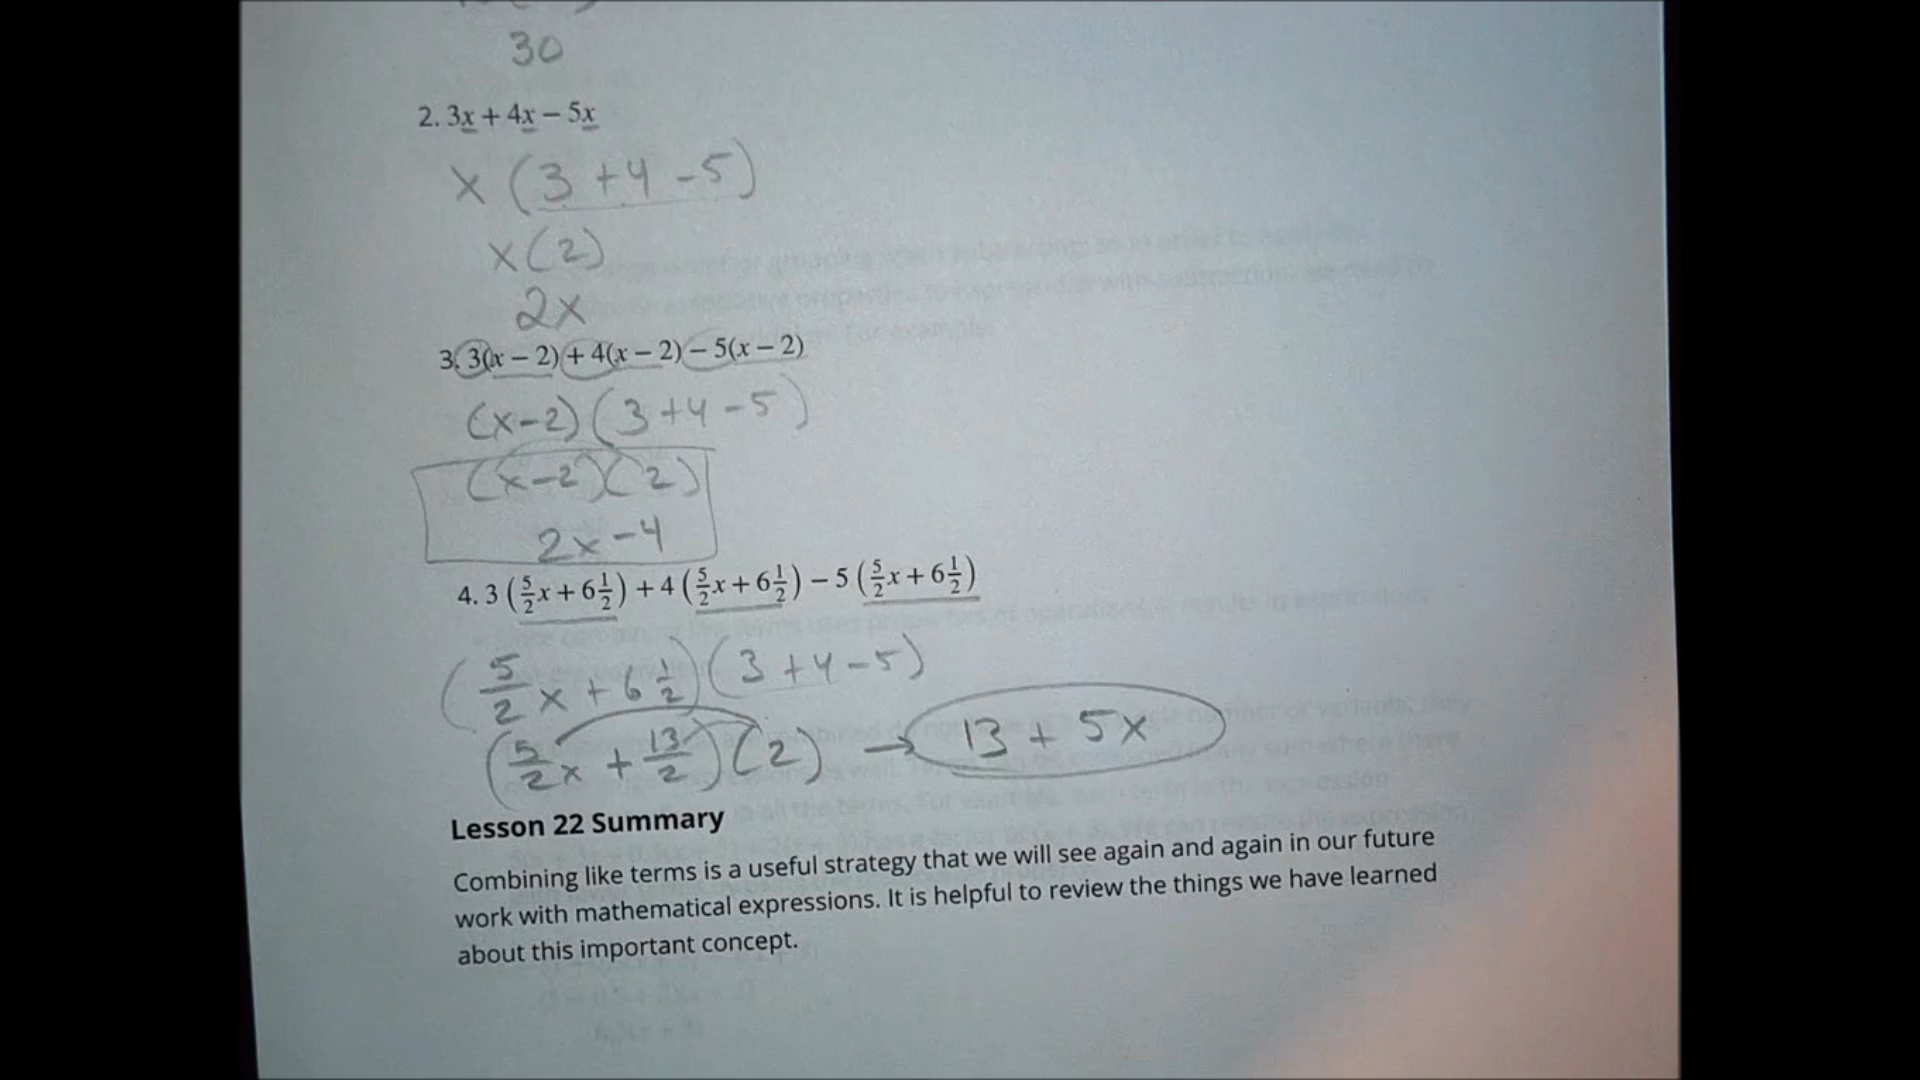 30
2. 3x + 4x − 5x
x (3 + 4 - 5)
x(2)
2x
3. 3(x − 2) + 4(x − 2) − 5(x − 2)
(x-2)(3+4-5)
(x-2)(2)
2x-4
4. 3 (5/2 x + 6 1/2) + 4 (5/2 x + 6 1/2) − 5 (5/2 x + 6 1/2)
(5/2 x + 6 1/2)(3 + 4 - 5)
(5/2 x + 13/2)(2) → 13 + 5x
Lesson 22 Summary
Combining like terms is a useful strategy that we will see again and again in our future
work with mathematical expressions. It is helpful to review the things we have learned
about this important concept.